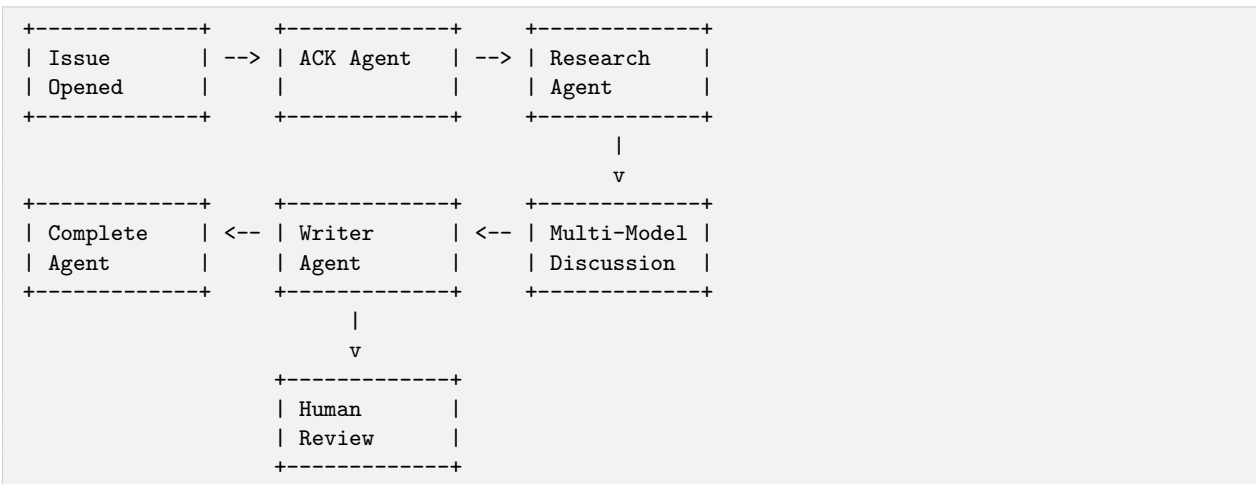 +-------------+     +-------------+     +-------------+
| Issue       | --> | ACK Agent   | --> | Research    |
| Opened      |     |             |     | Agent       |
+-------------+     +-------------+     +-------------+
                                               |
                                               v
+-------------+     +-------------+     +-------------+
| Complete    | <-- | Writer      | <-- | Multi-Model |
| Agent       |     | Agent       |     | Discussion  |
+-------------+     +-------------+     +-------------+
                          |
                          v
                    +-------------+
                    | Human       |
                    | Review      |
                    +-------------+